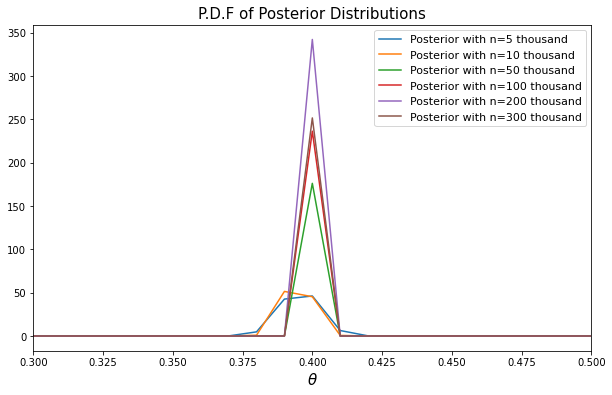 P.D.F of Posterior Distributions
350
300
250
200
150
100
50
0
Posterior with n=5 thousand
Posterior with n=10 thousand
Posterior with n=50 thousand
Posterior with n=100 thousand
Posterior with n=200 thousand
Posterior with n=300 thousand
0.300 0.325 0.350 0.375 0.400 0.425 0.450 0.475 0.500
θ